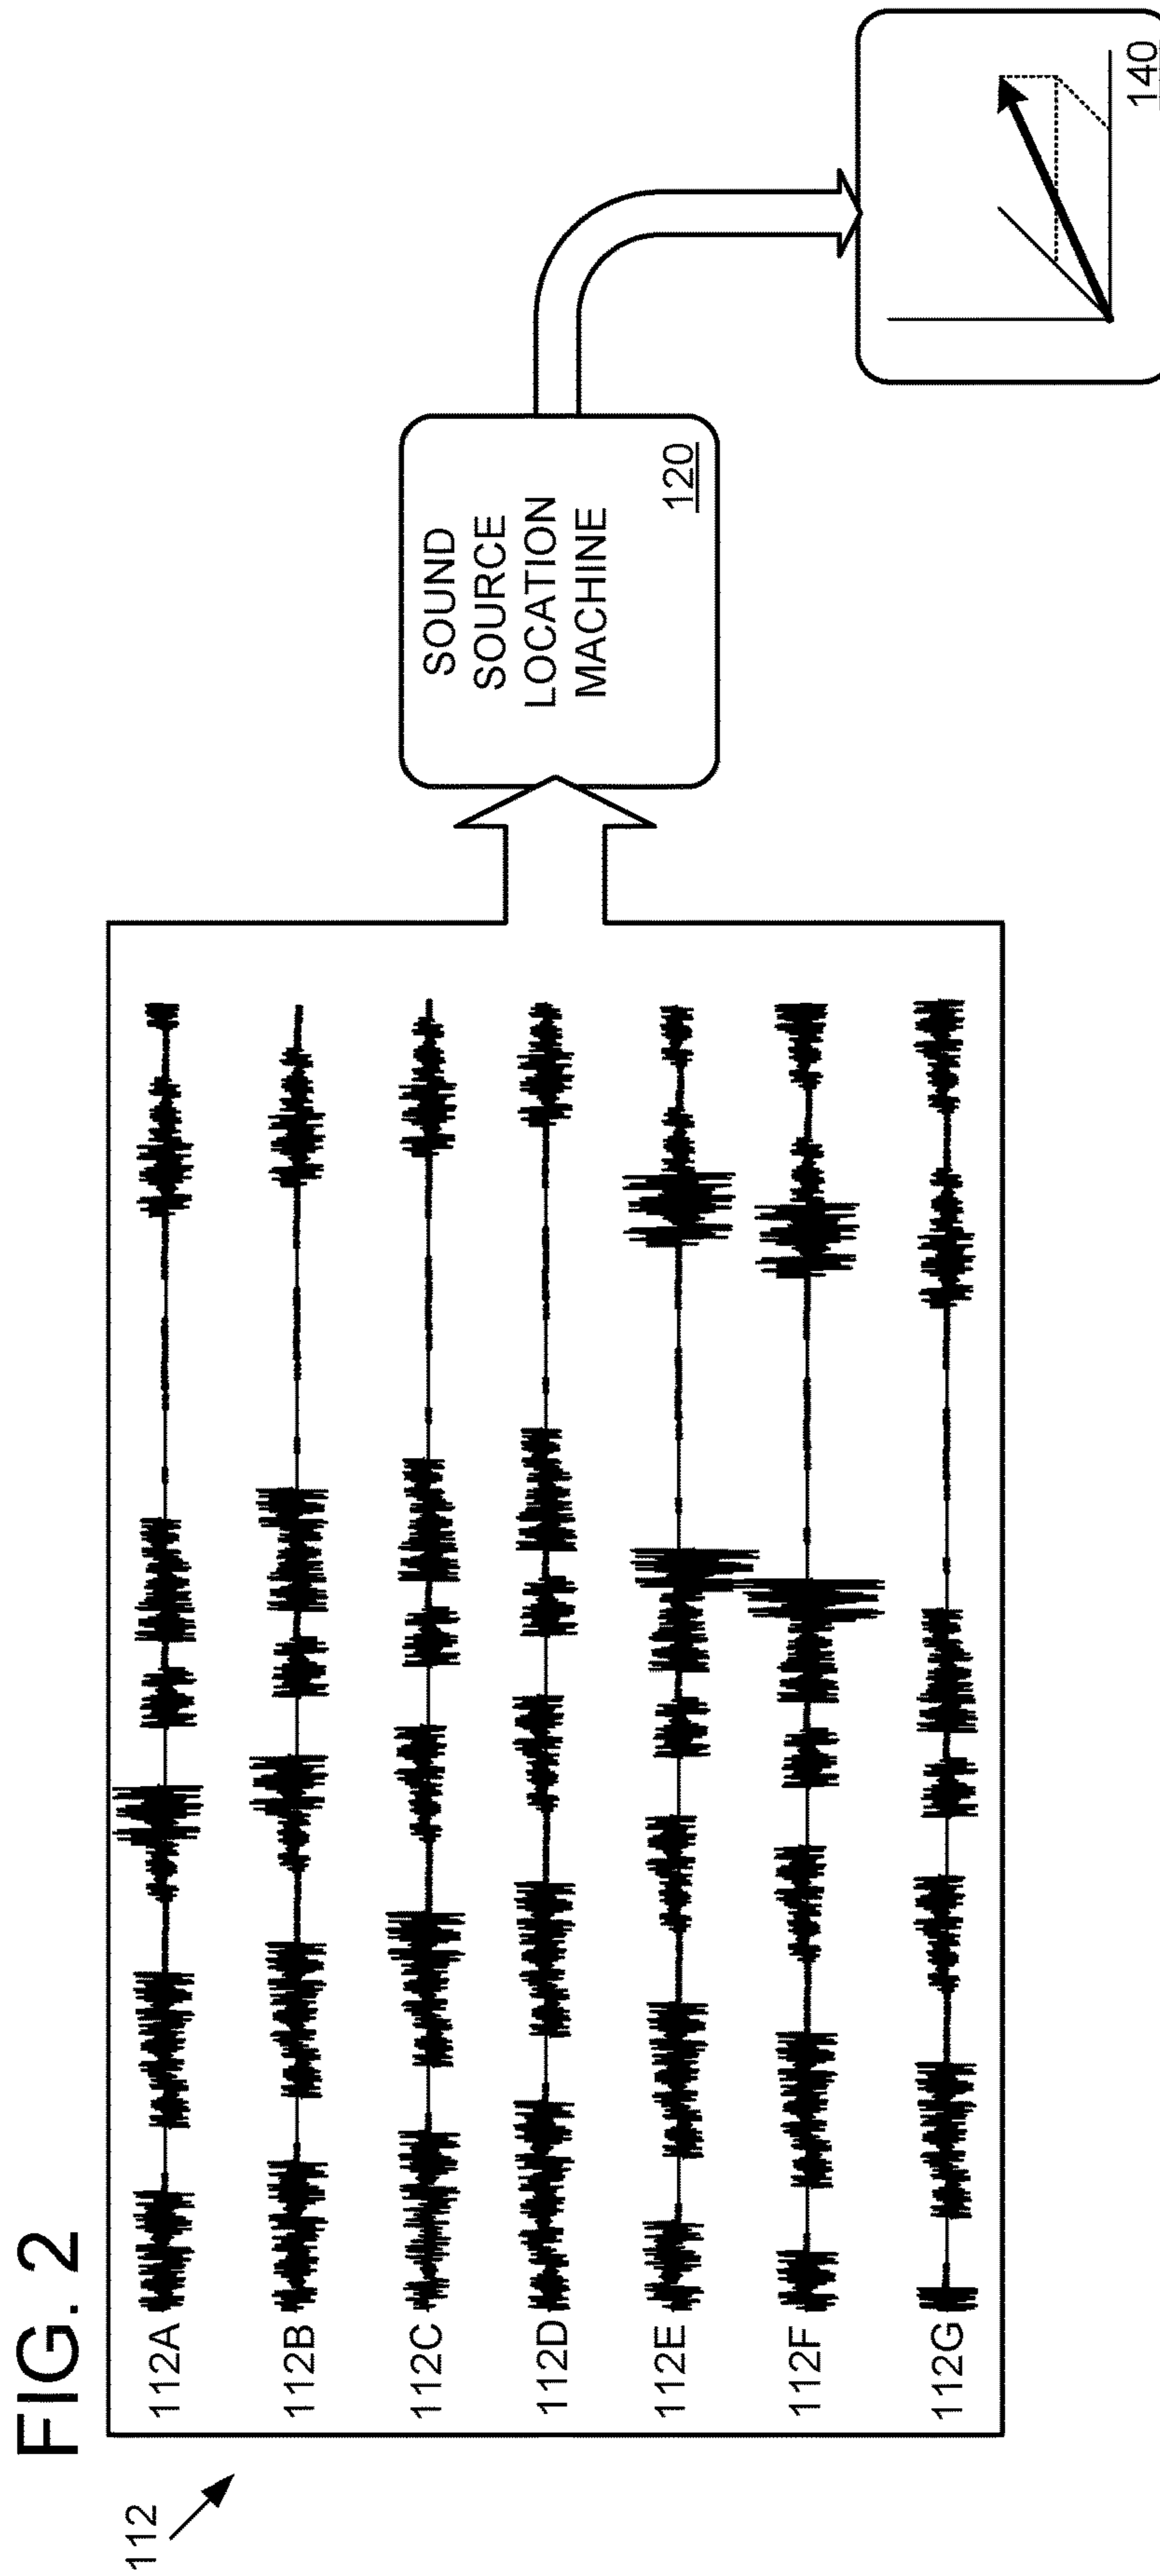 FIG. 2
112
112A
112B
112C
112D
112E
112F
112G
SOUND
SOURCE
LOCATION
MACHINE
120
140